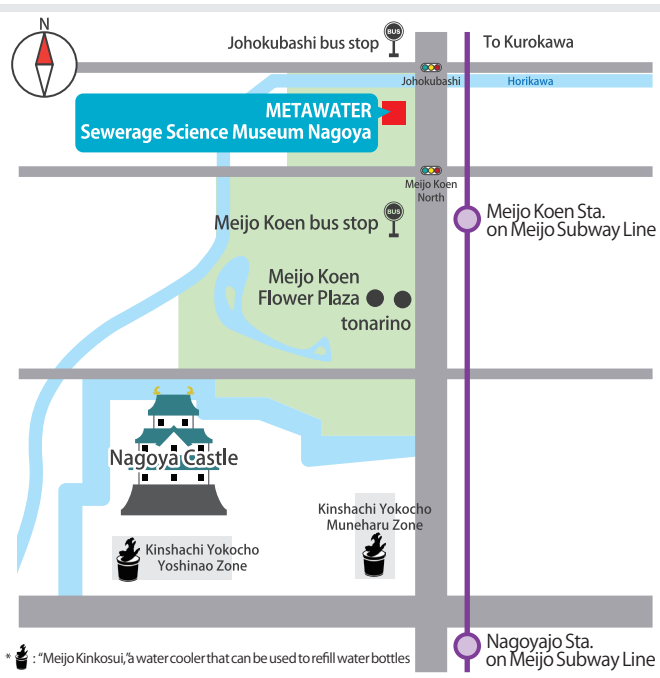 N
Johokubashi bus stop
BUS
To Kurokawa
Johokubashi
Horikawa
METAWATER
Sewerage Science Museum Nagoya
Meijo Koen
North
Meijo Koen bus stop
BUS
Meijo Koen Sta.
on Meijo Subway Line
Meijo Koen
Flower Plaza
tonarino
Nagoya Castle
Kinshachi Yokocho
Muneharu Zone
Kinshachi Yokocho
Yoshinao Zone
Nagoyajo Sta.
on Meijo Subway Line
* : “Meijo Kinkosui,”a water cooler that can be used to refill water bottles